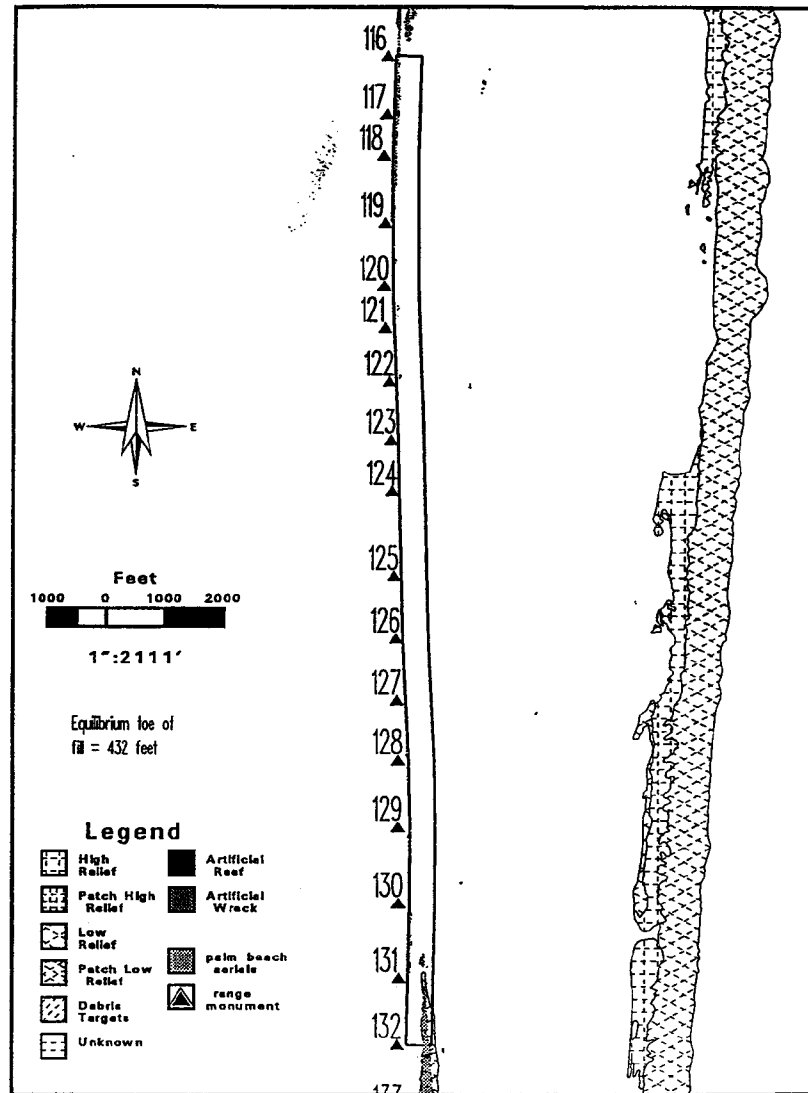 116
117
118
119
120
121
122
123
124
125
126
127
128
129
130
131
132
N
W E
S
Feet
1000 0 1000 2000
1":2111'
Equilibrium toe of
fill = 432 feet
Legend
High
Relief
Patch High
Relief
Low
Relief
Patch Low
Relief
Debris
Targets
Unknown
Artificial
Reef
Artificial
Wreck
palm beach
aerials
range
monument